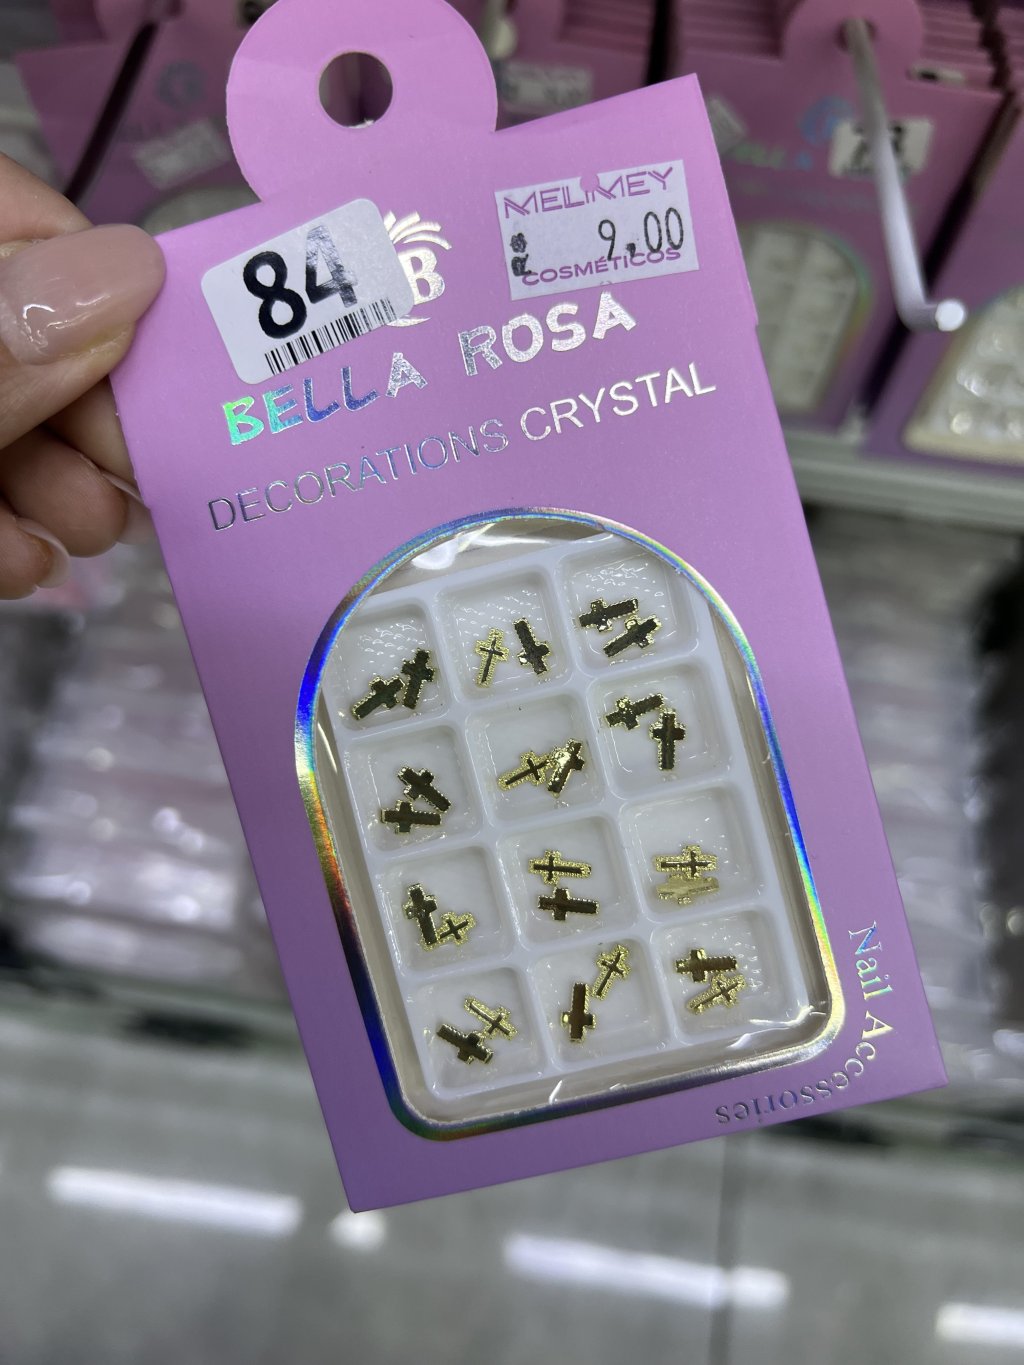 84
B
MELIMEY
R$ 9,00
COSMÉTICOS
BELLA ROSA
DECORATIONS CRYSTAL
Nail Accessories